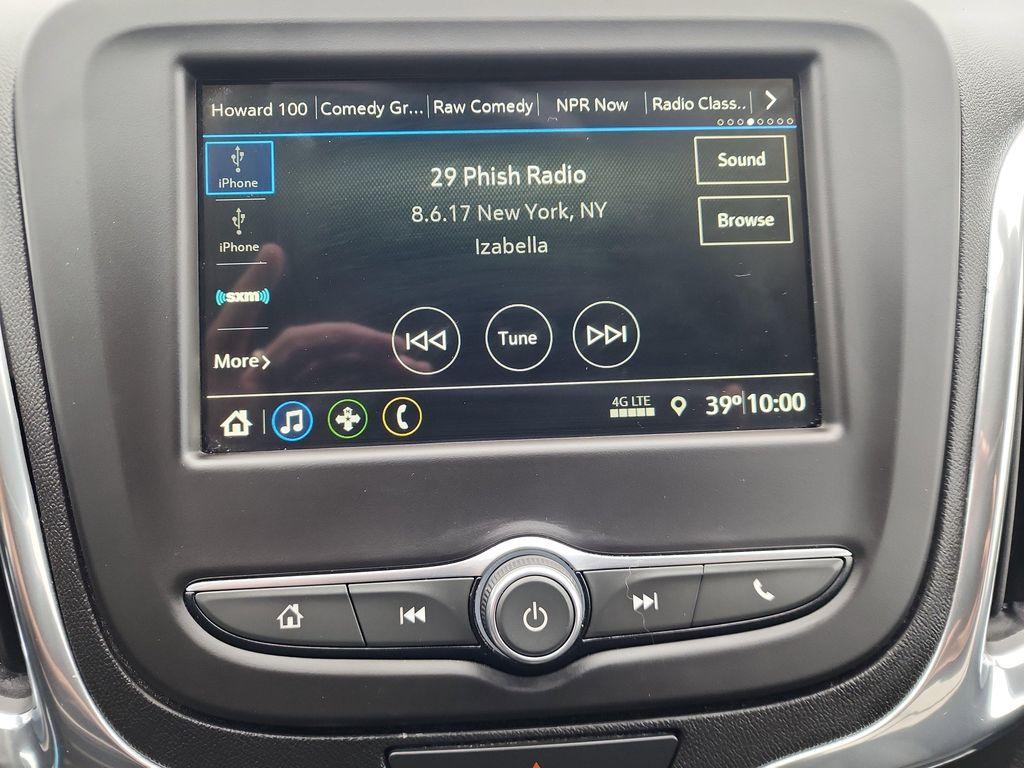 Howard 100 Comedy Gr... Raw Comedy NPR Now Radio Class..
iPhone
29 Phish Radio
Sound
8.6.17 New York, NY
Browse
iPhone
Izabella
((sxm))
More
Tune
4G LTE
39º 10:00